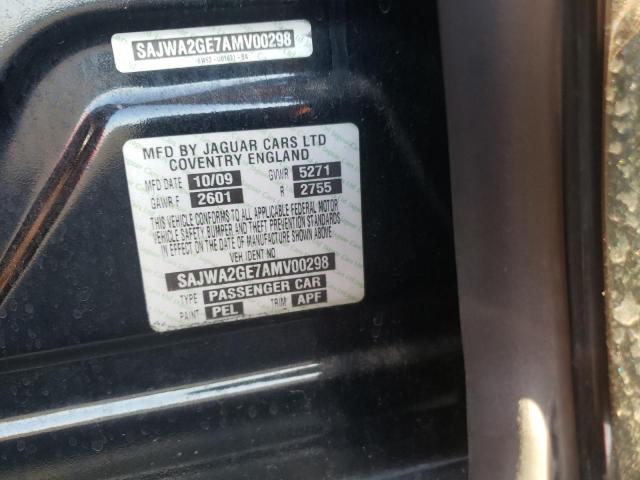 SAJWA2GE7AMV00298
MFD BY JAGUAR CARS LTD
COVENTRY ENGLAND
MFD DATE 10/09 GVWR 5271
GAWR F 2601 R 2755
THIS VEHICLE CONFORMS TO ALL APPLICABLE FEDERAL MOTOR
VEHICLE SAFETY BUMPER AND THEFT PREVENTION STANDARDS
IN EFFECT ON THE DATE OF MANUFACTURE SHOWN ABOVE
VEH IDENT NO
SAJWA2GE7AMV00298
TYPE PASSENGER CAR
PAINT PEL TRIM APF